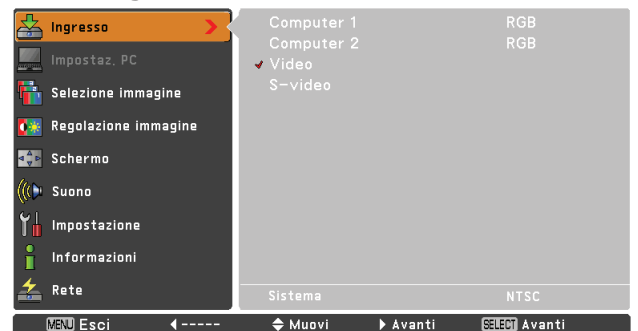 Ingresso
Impostaz. PC
Selezione immagine
Regolazione immagine
Schermo
Suono
Impostazione
Informazioni
Rete
Computer 1 RGB
Computer 2 RGB
Video
S-video
Sistema NTSC
MENU Esci ----- Muovi Avanti SELECT Avanti